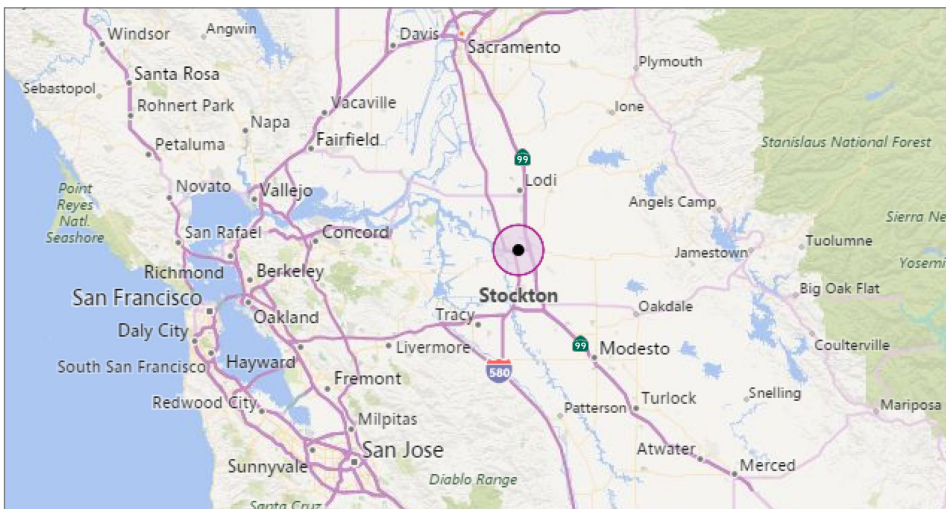 Windsor
Angwin
Davis
Sacramento
Plymouth
Santa Rosa
Sebastopol
Rohnert Park
Vacaville
Ione
Napa
Fairfield
Petaluma
Stanislaus National Forest
99
Lodi
Point
Reyes
Natl.
Seashore
Novato
Vallejo
Angels Camp
Sierra Ne
San Rafael
Concord
Jamestown
Tuolumne
Yosemi
Richmond
Berkeley
San Francisco
Stockton
Big Oak Flat
Oakland
Tracy
Oakdale
Daly City
Hayward
Livermore
99
Modesto
Coulterville
South San Francisco
580
Fremont
Redwood City
Patterson
Turlock
Snelling
Mariposa
Milpitas
San Jose
Atwater
Sunnyvale
Merced
Diablo Range
Santa Cruz